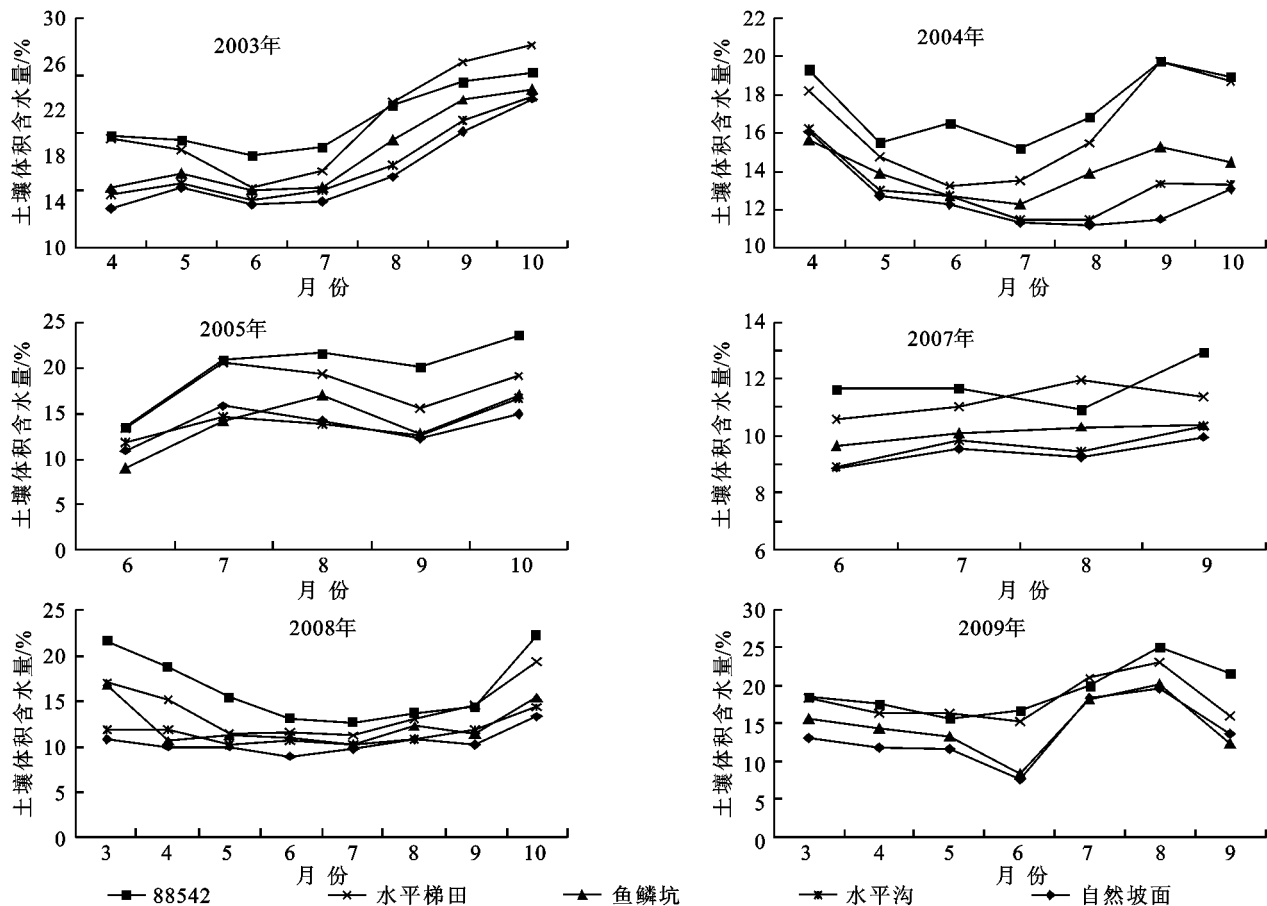 土壤体积含水量/%
30
26
22
18
14
10
2003年
4 5 6 7 8 9 10
月 份
土壤体积含水量/%
22
20
18
16
14
12
10
2004年
4 5 6 7 8 9 10
月 份
土壤体积含水量/%
25
20
15
10
5
0
2005年
6 7 8 9 10
月 份
土壤体积含水量/%
14
12
10
8
6
2007年
6 7 8 9
月 份
土壤体积含水量/%
25
20
15
10
5
0
2008年
3 4 5 6 7 8 9 10
月 份
土壤体积含水量/%
30
25
20
15
10
5
0
2009年
3 4 5 6 7 8 9
月 份
88542 水平梯田 鱼鳞坑 水平沟 自然坡面